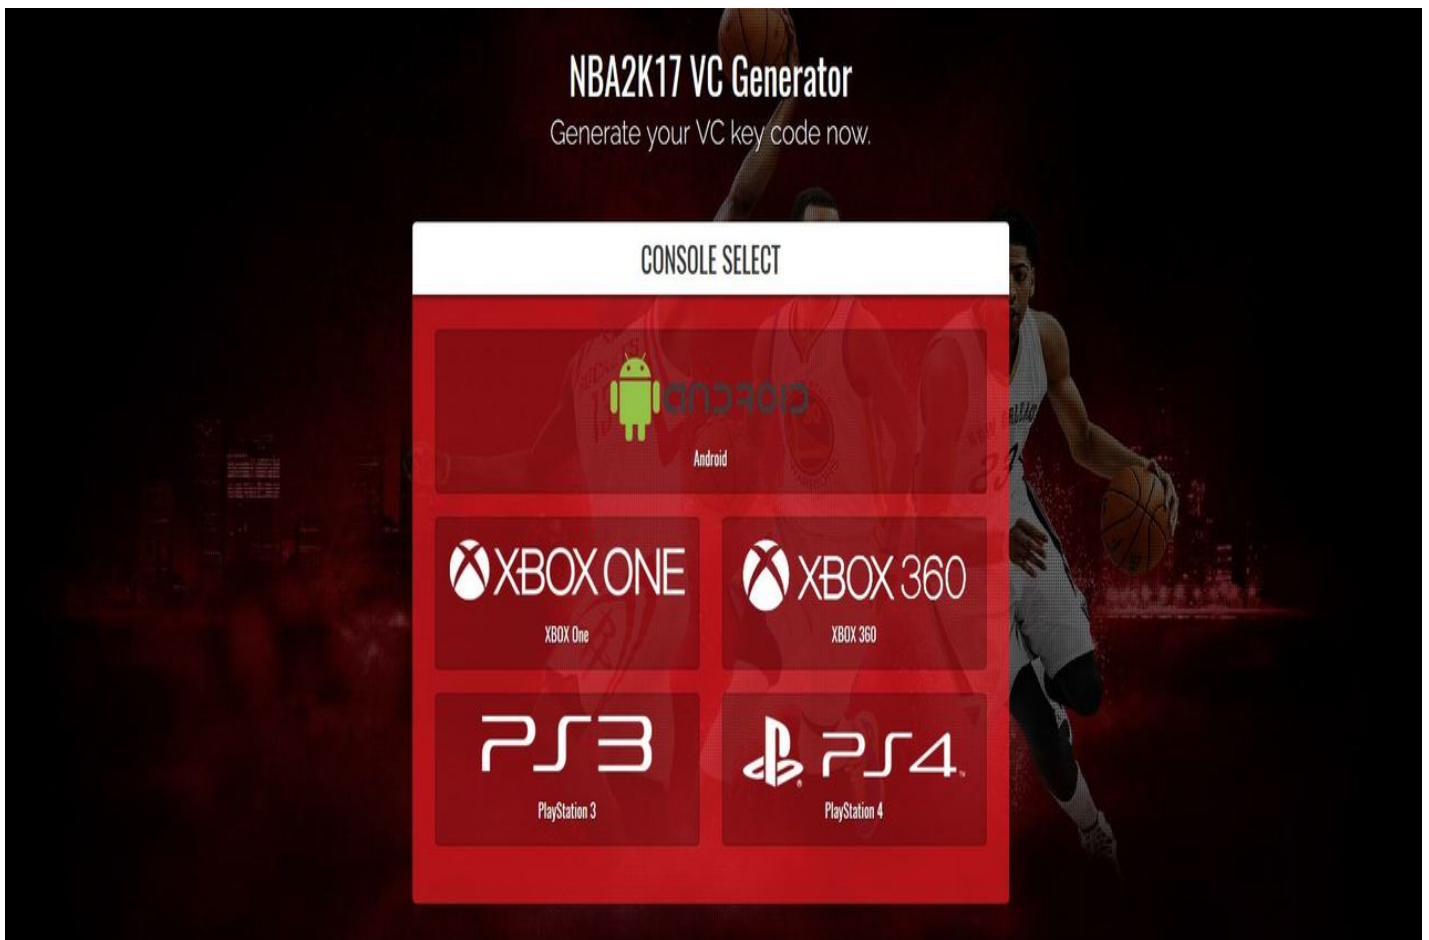 NBA2K17 VC Generator
Generate your VC key code now.
CONSOLE SELECT
ANDROID
Android
XBOX ONE
XBOX 360
XBOX One
XBOX 360
PS3
PS4
PlayStation 3
PlayStation 4